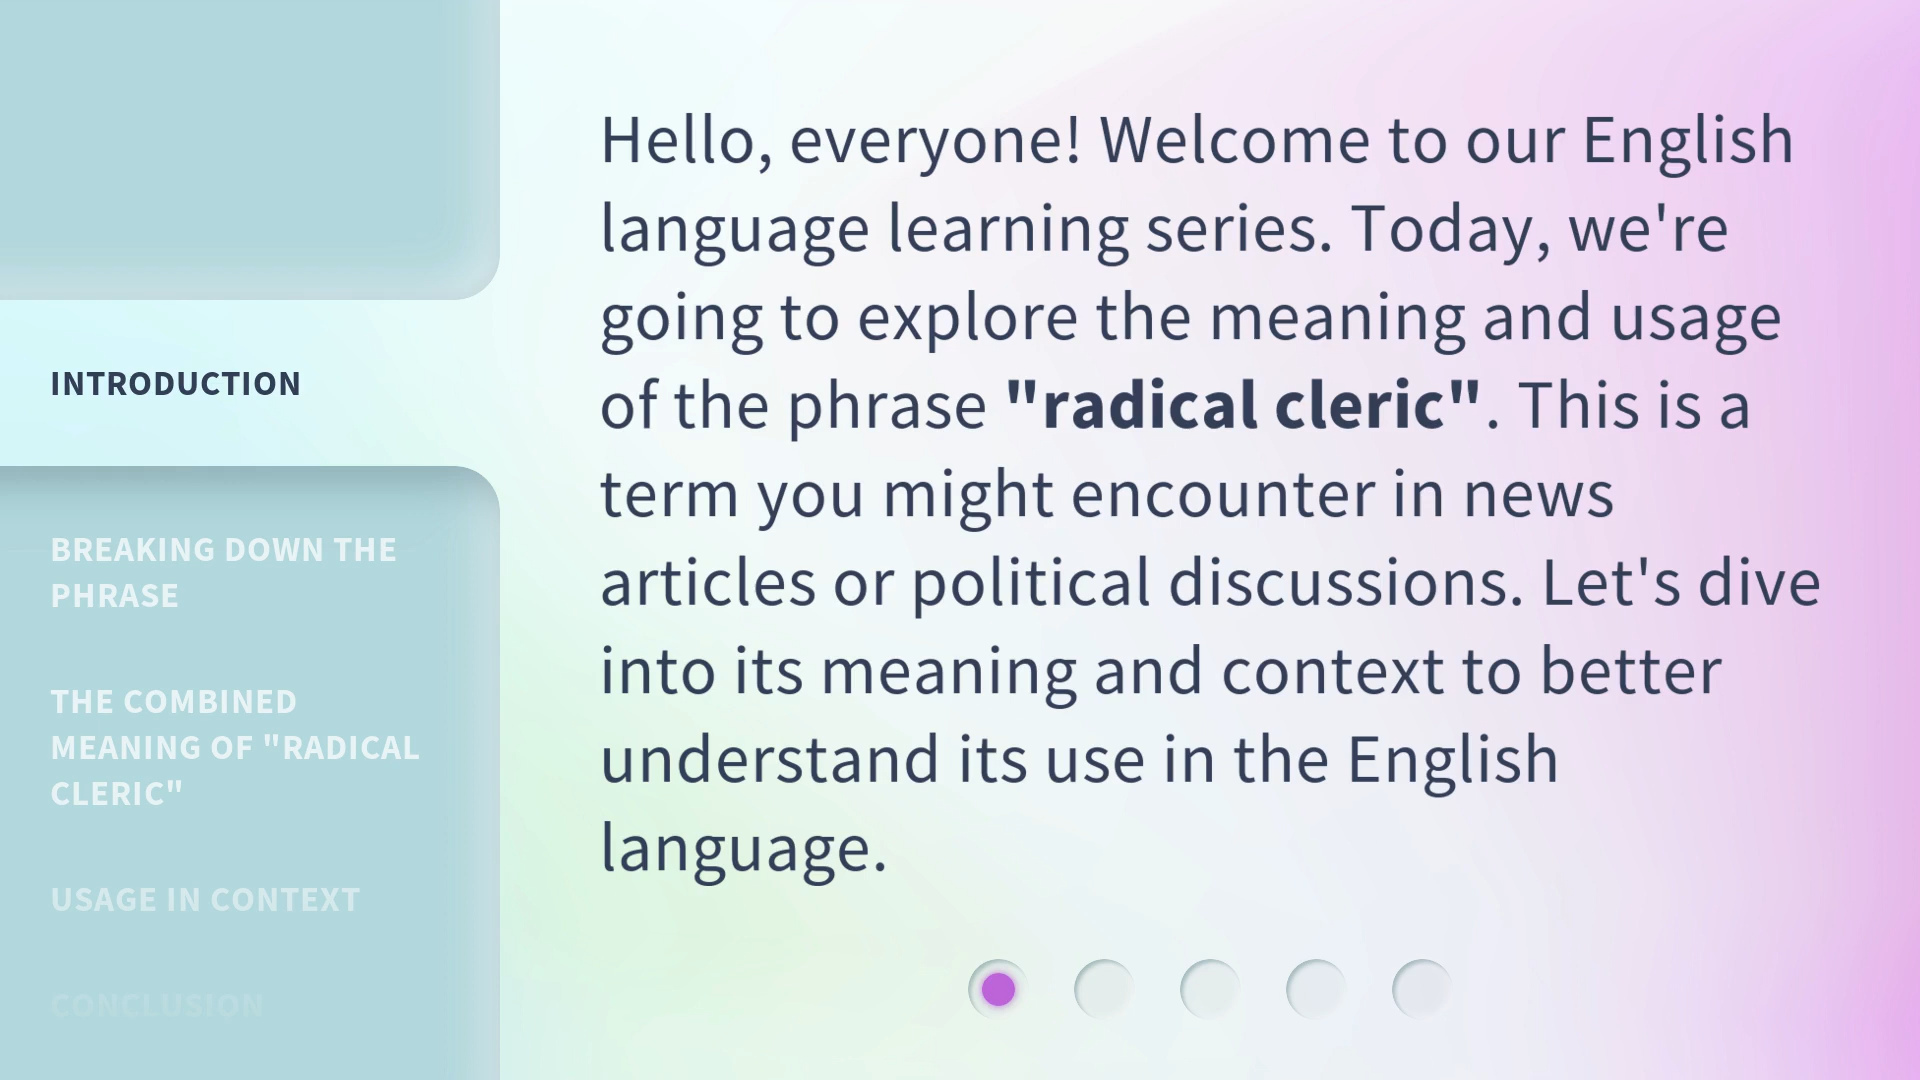 INTRODUCTION
BREAKING DOWN THE
PHRASE
THE COMBINED
MEANING OF "RADICAL
CLERIC"
USAGE IN CONTEXT
CONCLUSION
Hello, everyone! Welcome to our English
language learning series. Today, we're
going to explore the meaning and usage
of the phrase "radical cleric". This is a
term you might encounter in news
articles or political discussions. Let's dive
into its meaning and context to better
understand its use in the English
language.